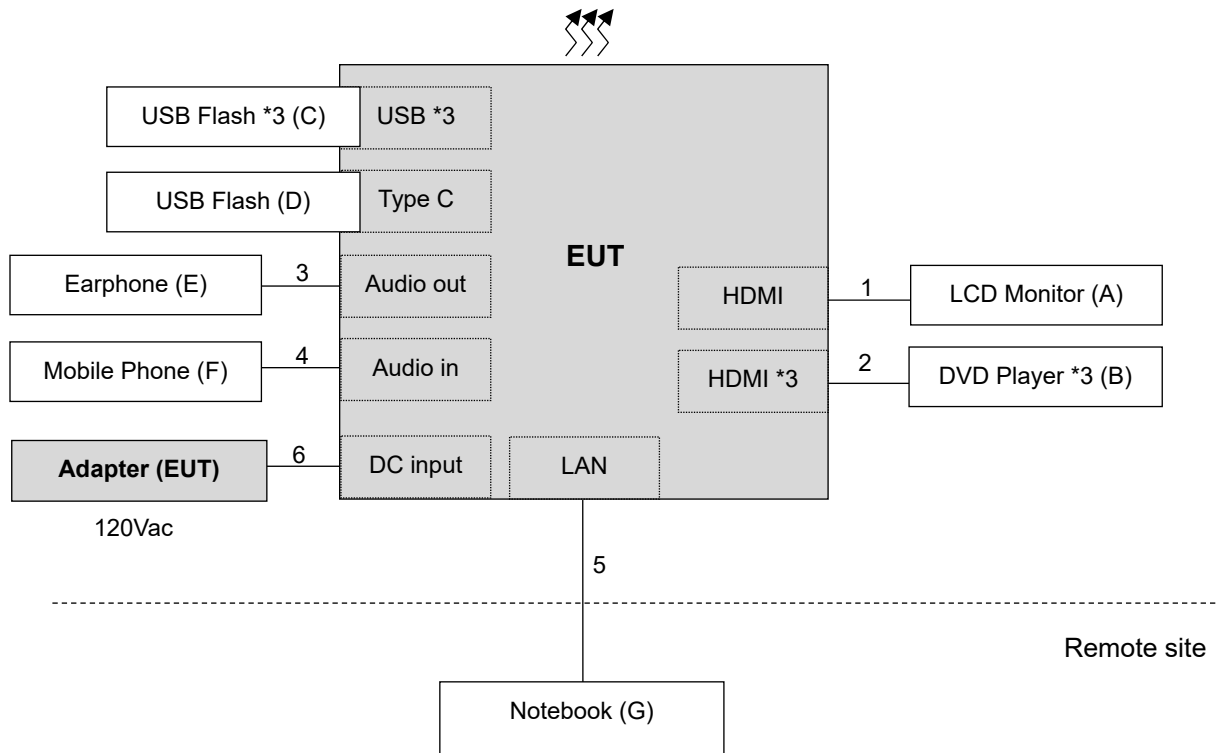 USB Flash *3 (C)
USB *3
USB Flash (D)
Type C
EUT
Earphone (E)
3
Audio out
HDMI
1
LCD Monitor (A)
Mobile Phone (F)
4
Audio in
HDMI *3
2
DVD Player *3 (B)
Adapter (EUT)
6
DC input
LAN
120Vac
5
Remote site
Notebook (G)